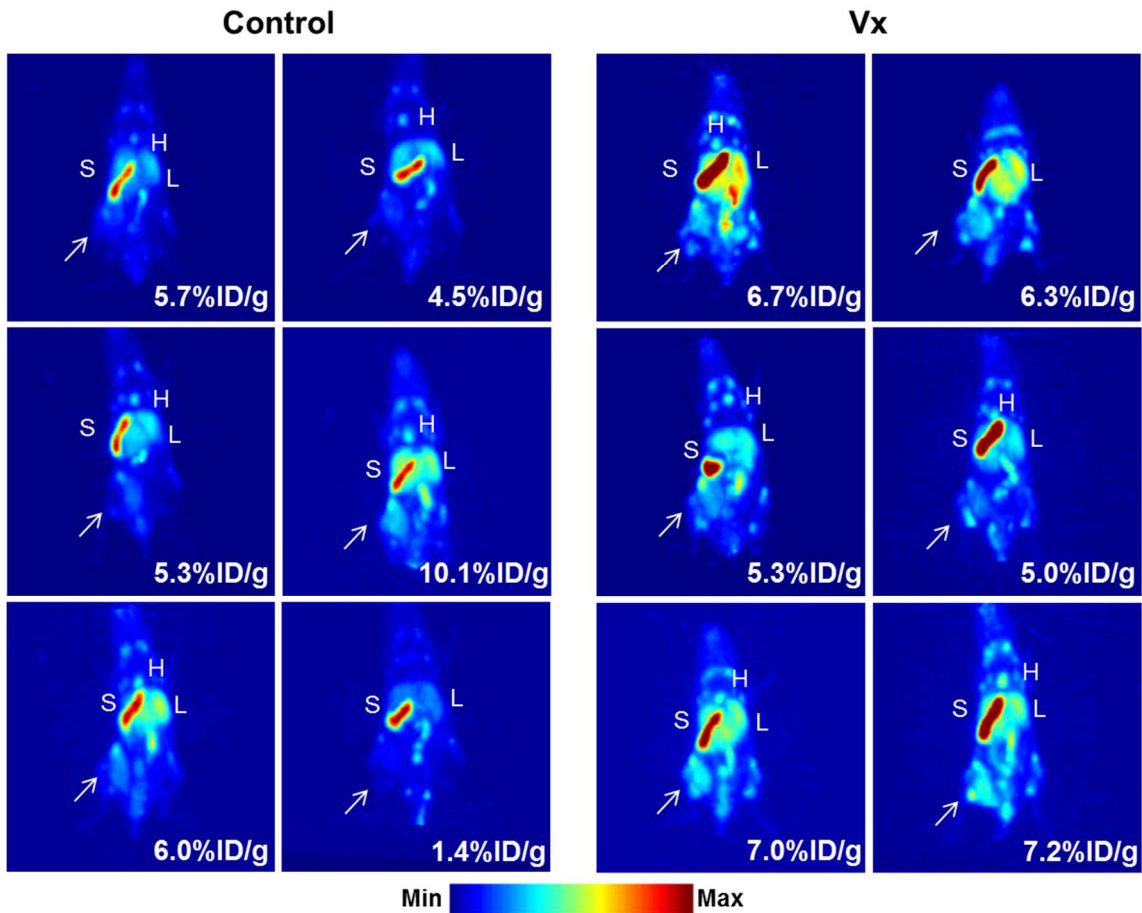 Control
Vx
H
S
L
5.7%ID/g
H
S
L
4.5%ID/g
H
S
L
6.7%ID/g
S
L
6.3%ID/g
H
S
L
5.3%ID/g
H
S
L
10.1%ID/g
H
L
S
5.3%ID/g
H
S
L
5.0%ID/g
H
S
L
6.0%ID/g
S
L
1.4%ID/g
H
S
L
7.0%ID/g
H
S
L
7.2%ID/g
Min
Max